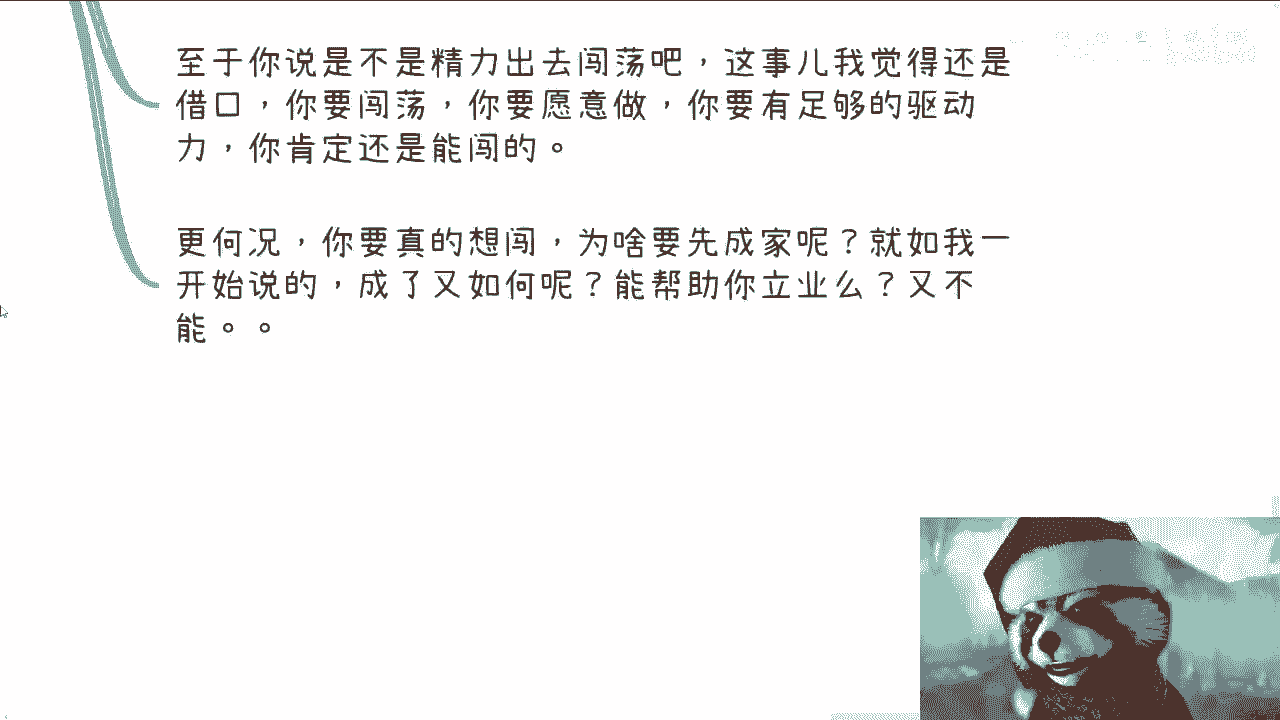 至于你说是不是精力出去闯荡吧，这事儿我觉得还是
借口，你要闯荡，你要愿意做，你要有足够的驱动
力，你肯定还是能闯的。
更何况，你要真的想闯，为啥要先成家呢？就如我一
开始说的，成了又如何呢？能帮助你立业么？又不
能。。